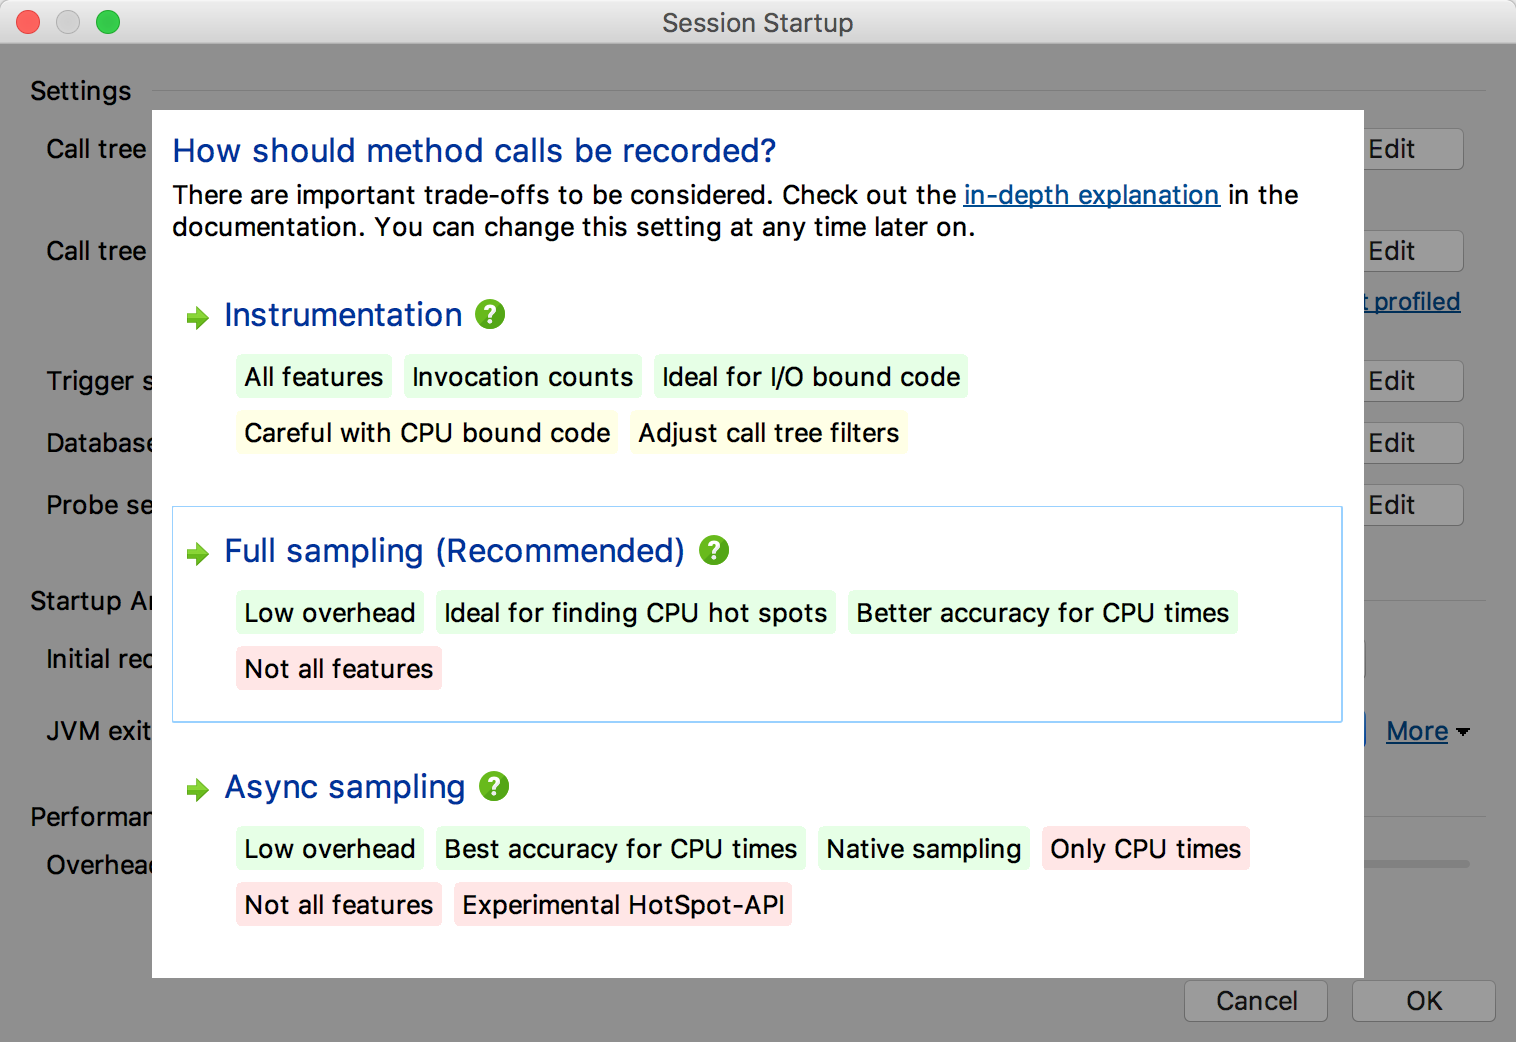 Session Startup
Settings
Call tree
Edit
How should method calls be recorded?
There are important trade-offs to be considered. Check out the in-depth explanation in the
documentation. You can change this setting at any time later on.
Call tree
Edit
profiled
Instrumentation
All features Invocation counts Ideal for I/O bound code
Careful with CPU bound code Adjust call tree filters
Trigger
Edit
Database
Edit
Probe
Edit
Full sampling (Recommended)
Low overhead Ideal for finding CPU hot spots Better accuracy for CPU times
Not all features
Startup
Initial
JVM exit
More
Async sampling
Low overhead Best accuracy for CPU times Native sampling Only CPU times
Not all features Experimental HotSpot-API
Overhead
Cancel OK